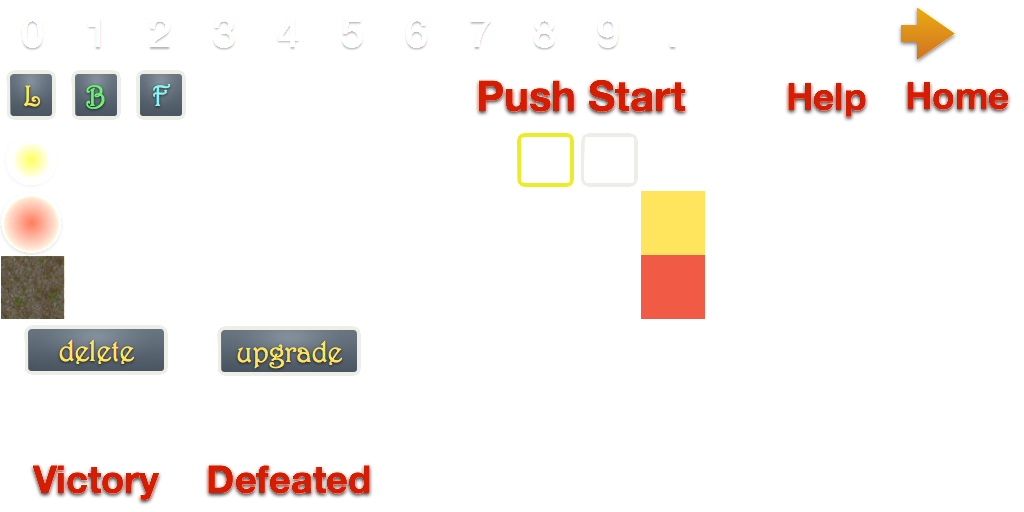 0 1 2 3 4 5 6 7 8 9 .
L B F
Push Start
Help
Home
delete
upgrade
Victory
Defeated